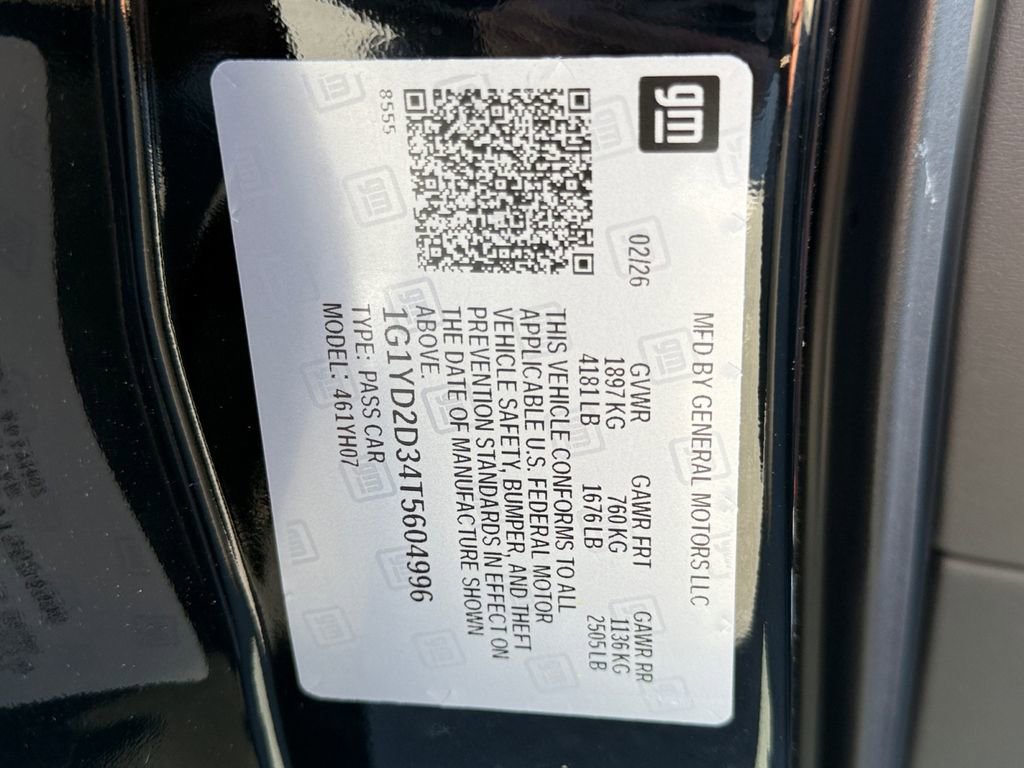 gm
02/26
MFD BY GENERAL MOTORS LLC
GVWR GAWR FRT GAWR RR
1897KG 760KG 1136KG
4181LB 1676LB 2505LB
THIS VEHICLE CONFORMS TO ALL
APPLICABLE U.S. FEDERAL MOTOR
VEHICLE SAFETY, BUMPER, AND THEFT
PREVENTION STANDARDS IN EFFECT ON
THE DATE OF MANUFACTURE SHOWN
ABOVE.
1G1YD2D34T5604996
TYPE: PASS CAR
MODEL: 461YH07
8555